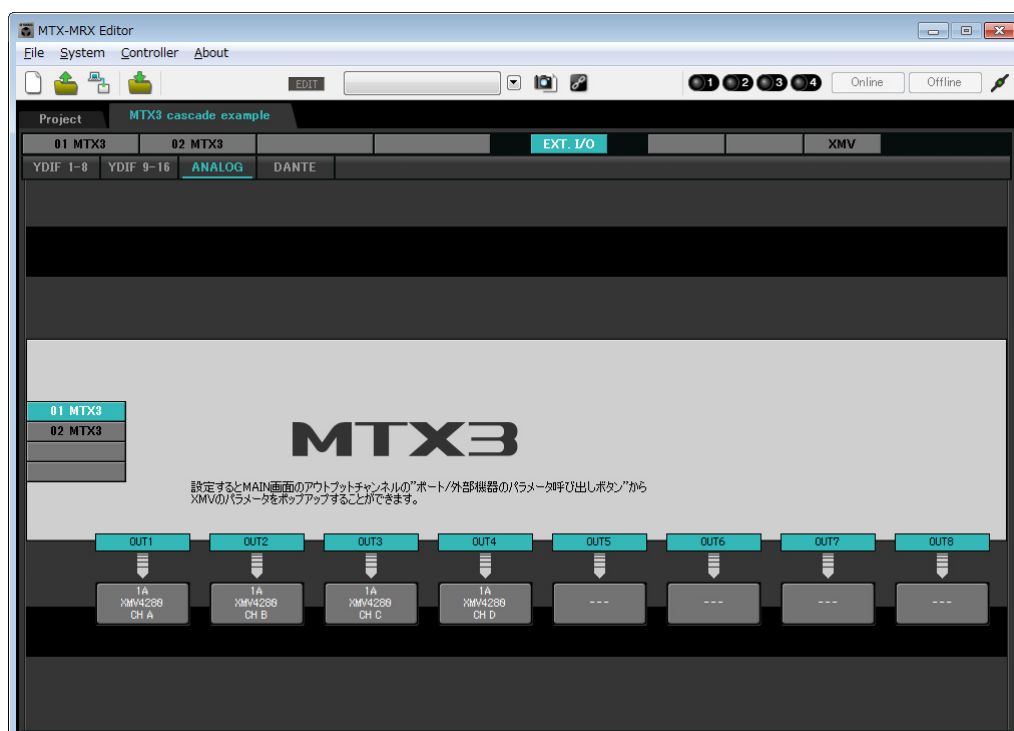 MTX-MRX Editor
File System Controller About
EDIT 1 2 3 4 Online Offline
Project MTX3 cascade example
01 MTX3 02 MTX3 EXT. I/O XMV
YDIF 1-8 YDIF 9-16 ANALOG DANTE
01 MTX3
02 MTX3
MTX3
設定するとMAIN画面のアウトプットチャンネルの"ポート/外部機器のパラメータ呼び出しボタン"から
XMVのパラメータをポップアップすることができます。
OUT1 OUT2 OUT3 OUT4 OUT5 OUT6 OUT7 OUT8
1A 1A 1A 1A
XMV4280 XMV4280 XMV4280 XMV4280 --- --- --- ---
CH A CH B CH C CH D